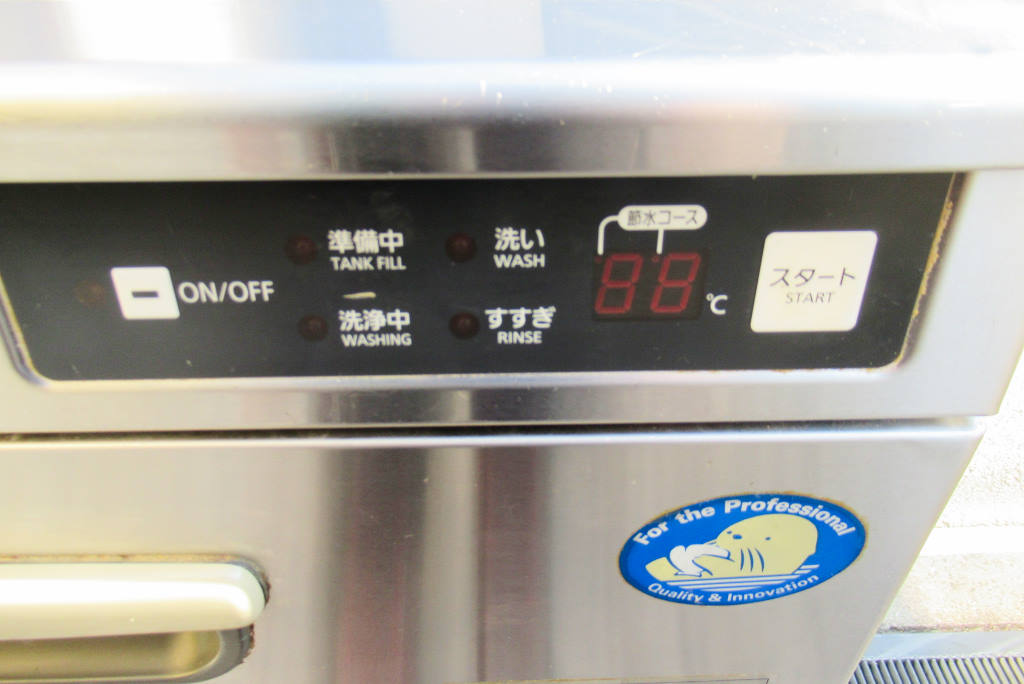 ON/OFF
準備中
TANK FILL
洗浄中
WASHING
洗い
WASH
すすぎ
RINSE
節水コース
88
℃
スタート
START
For the Professional
Quality & Innovation